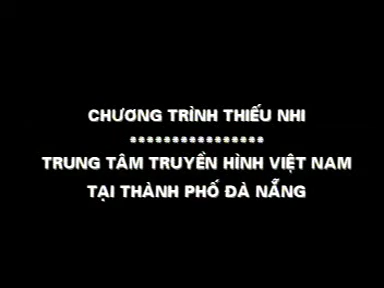 CHƯƠNG TRÌNH THIẾU NHI
****************
TRUNG TÂM TRUYỀN HÌNH VIỆT NAM
TẠI THÀNH PHỐ ĐÀ NẴNG